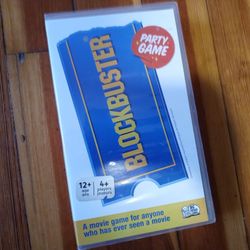 PARTY
GAME
BLOCKBUSTER
12+
4+
A movie game for anyone
who has ever seen a movie